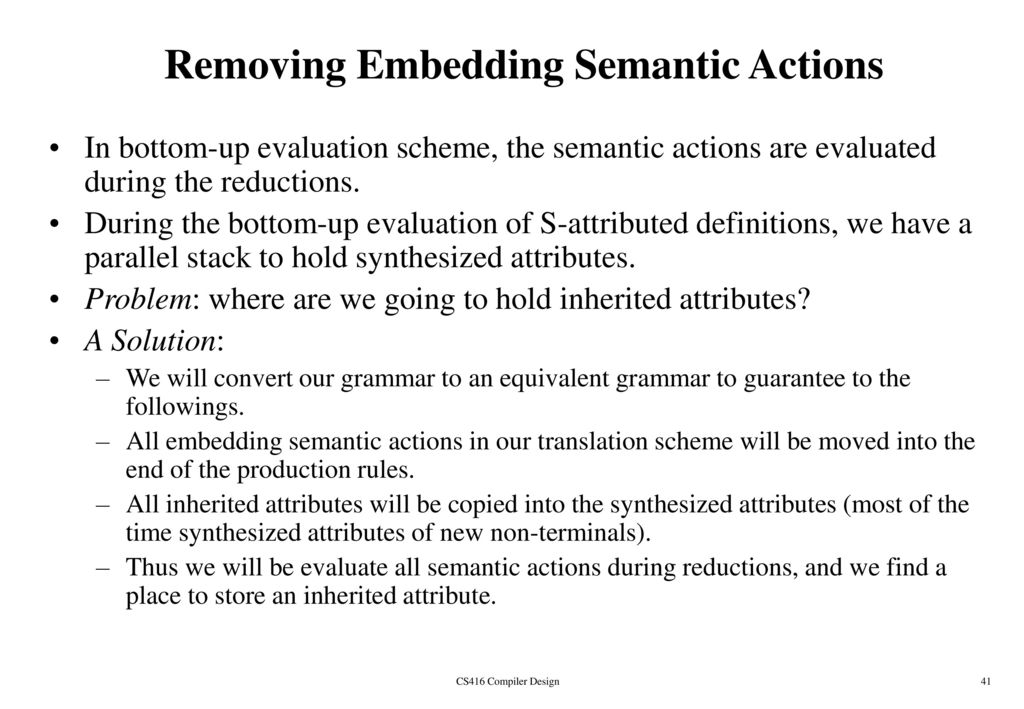 Removing Embedding Semantic Actions
• In bottom-up evaluation scheme, the semantic actions are evaluated
during the reductions.
• During the bottom-up evaluation of S-attributed definitions, we have a
parallel stack to hold synthesized attributes.
• Problem: where are we going to hold inherited attributes?
• A Solution:
– We will convert our grammar to an equivalent grammar to guarantee to the
followings.
– All embedding semantic actions in our translation scheme will be moved into the
end of the production rules.
– All inherited attributes will be copied into the synthesized attributes (most of the
time synthesized attributes of new non-terminals).
– Thus we will be evaluate all semantic actions during reductions, and we find a
place to store an inherited attribute.
CS416 Compiler Design
41